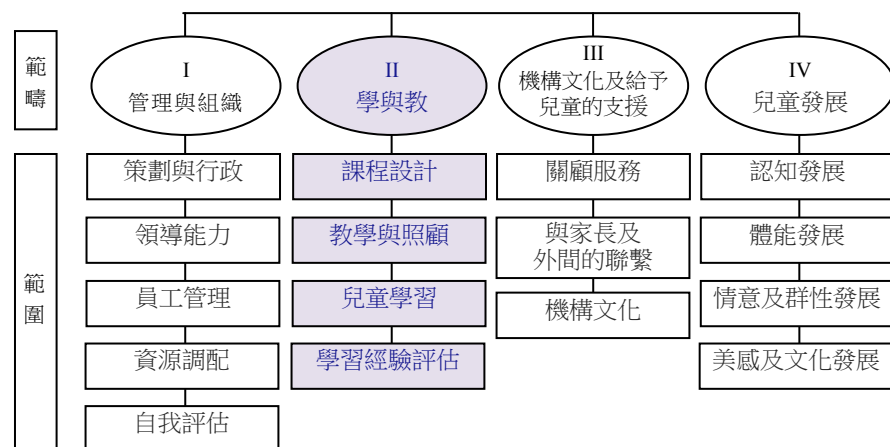 範疇
I
管理與組織
II
學與教
III
機構文化及給予
兒童的支援
IV
兒童發展
範圍
策劃與行政
領導能力
員工管理
資源調配
自我評估
課程設計
教學與照顧
兒童學習
學習經驗評估
關顧服務
與家長及
外間的聯繫
機構文化
認知發展
體能發展
情意及群性發展
美感及文化發展